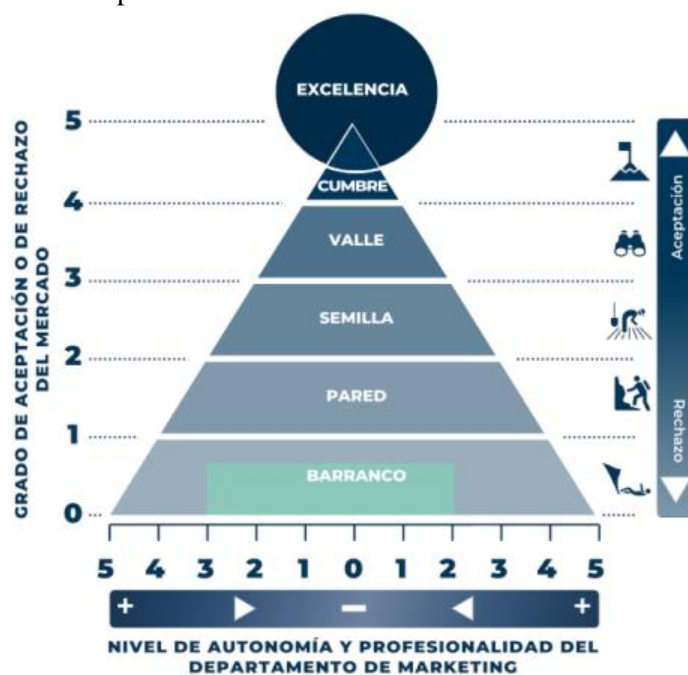 EXCELENCIA
CUMBRE
VALLE
SEMILLA
PARED
BARRANCO
GRADO DE ACEPTACIÓN O DE RECHAZO
DEL MERCADO
5
4
3
2
1
0
Aceptación
Rechazo
5 4 3 2 1 0 1 2 3 4 5
+ − +
NIVEL DE AUTONOMÍA Y PROFESIONALIDAD DEL
DEPARTAMENTO DE MARKETING